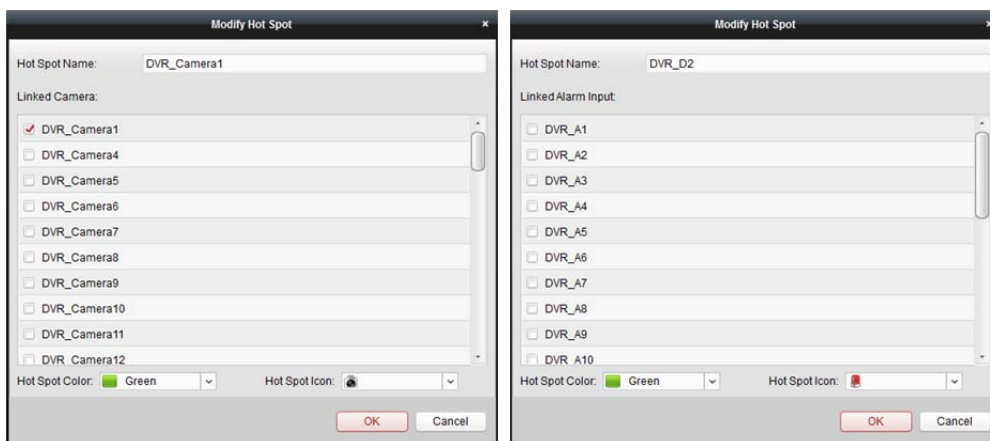 Modify Hot Spot ×
Hot Spot Name: DVR_Camera1
Linked Camera:
DVR_Camera1
DVR_Camera4
DVR_Camera5
DVR_Camera6
DVR_Camera7
DVR_Camera8
DVR_Camera9
DVR_Camera10
DVR_Camera11
DVR_Camera12
Hot Spot Color: Green Hot Spot Icon:
OK Cancel
Modify Hot Spot ×
Hot Spot Name: DVR_D2
Linked Alarm Input:
DVR_A1
DVR_A2
DVR_A3
DVR_A4
DVR_A5
DVR_A6
DVR_A7
DVR_A8
DVR_A9
DVR_A10
Hot Spot Color: Green Hot Spot Icon:
OK Cancel